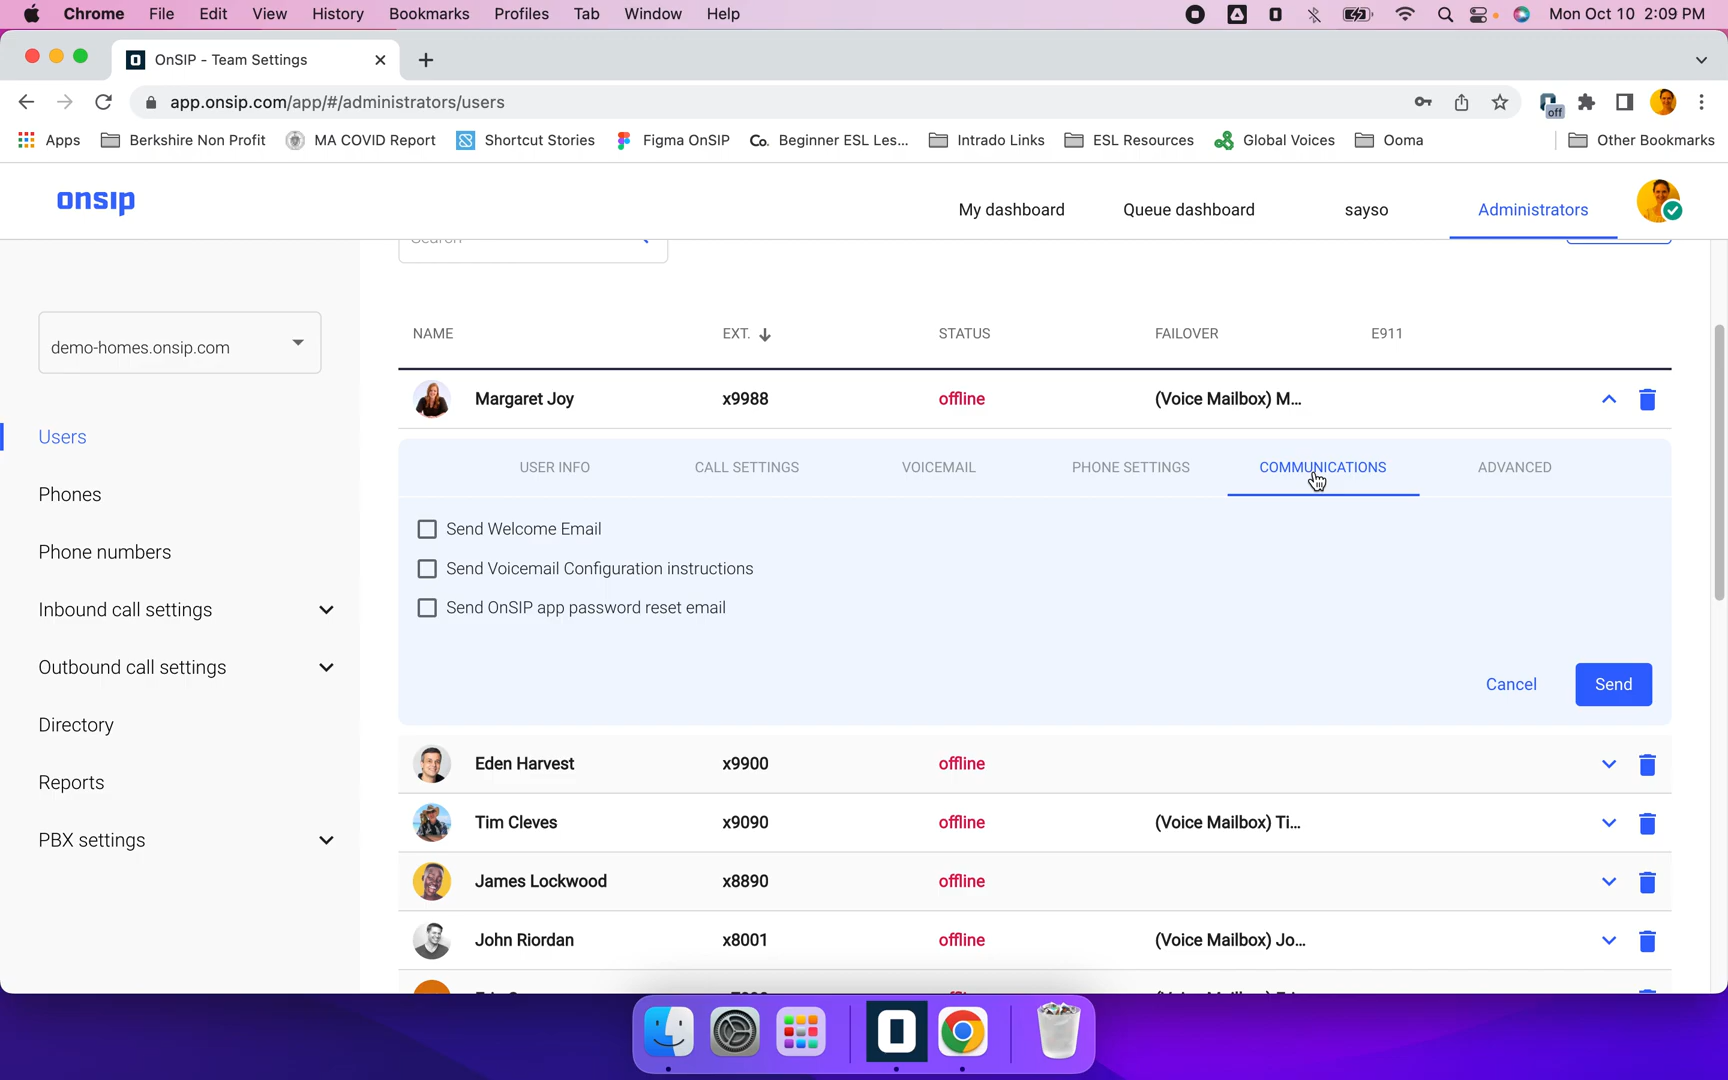 Chrome File Edit View History Bookmarks Profiles Tab Window Help Mon Oct 10 2:09 PM
OnSIP - Team Settings
app.onsip.com/app/#/administrators/users
off
Apps Berkshire Non Profit MA COVID Report Shortcut Stories Figma OnSIP Co. Beginner ESL Les... Intrado Links ESL Resources Global Voices Ooma Other Bookmarks
onsip My dashboard Queue dashboard sayso Administrators
Search
demo-homes.onsip.com
Users
Phones
Phone numbers
Inbound call settings
Outbound call settings
Directory
Reports
PBX settings
NAME EXT. STATUS FAILOVER E911
Margaret Joy x9988 offline (Voice Mailbox) M...
USER INFO CALL SETTINGS VOICEMAIL PHONE SETTINGS COMMUNICATIONS ADVANCED
Send Welcome Email
Send Voicemail Configuration instructions
Send OnSIP app password reset email
Cancel Send
Eden Harvest x9900 offline
Tim Cleves x9090 offline (Voice Mailbox) Ti...
James Lockwood x8890 offline
John Riordan x8001 offline (Voice Mailbox) Jo...